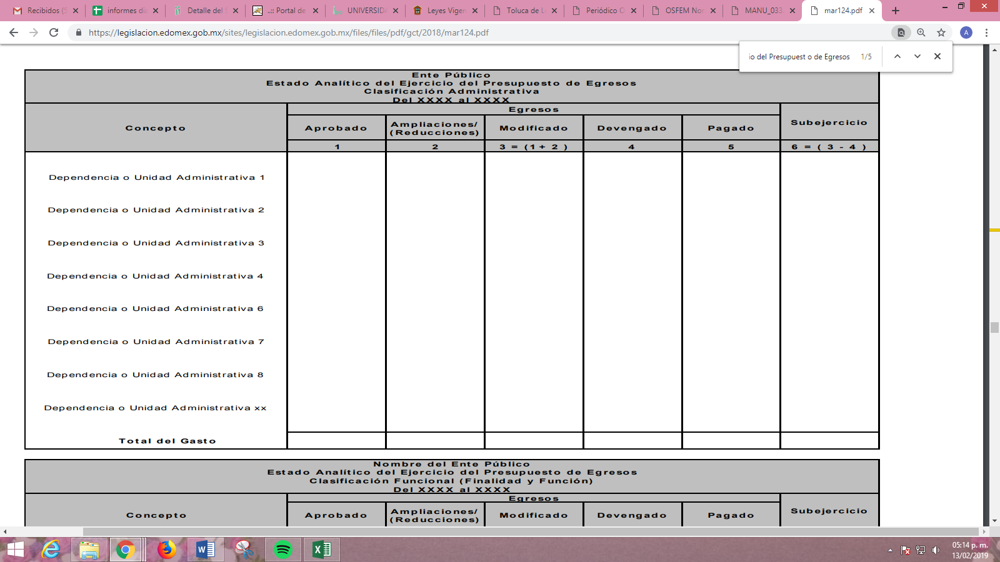 Recibidos (5
informes di
Detalle del S
..:: Portal de
UNIVERSIDA
Leyes Vigen
Toluca de L
Periódico O
OSFEM Nor
MANU_033
mar124.pdf
https://legislacion.edomex.gob.mx/sites/legislacion.edomex.gob.mx/files/files/pdf/gct/2018/mar124.pdf
A
io del Presupuest o de Egresos 1/5
Ente Público
Estado Analítico del Ejercicio del Presupuesto de Egresos
Clasificación Administrativa
Del XXXX al XXXX
Egresos
Concepto
Aprobado
Ampliaciones/
(Reducciones)
Modificado
Devengado
Pagado
Subejercicio
1
2
3 = (1 + 2 )
4
5
6 = ( 3 - 4 )
Dependencia o Unidad Administrativa 1
Dependencia o Unidad Administrativa 2
Dependencia o Unidad Administrativa 3
Dependencia o Unidad Administrativa 4
Dependencia o Unidad Administrativa 6
Dependencia o Unidad Administrativa 7
Dependencia o Unidad Administrativa 8
Dependencia o Unidad Administrativa xx
Total del Gasto
Nombre del Ente Público
Estado Analítico del Ejercicio del Presupuesto de Egresos
Clasificación Funcional (Finalidad y Función)
Del XXXX al XXXX
Egresos
Concepto
Aprobado
Ampliaciones/
(Reducciones)
Modificado
Devengado
Pagado
Subejercicio
05:14 p. m.
13/02/2019